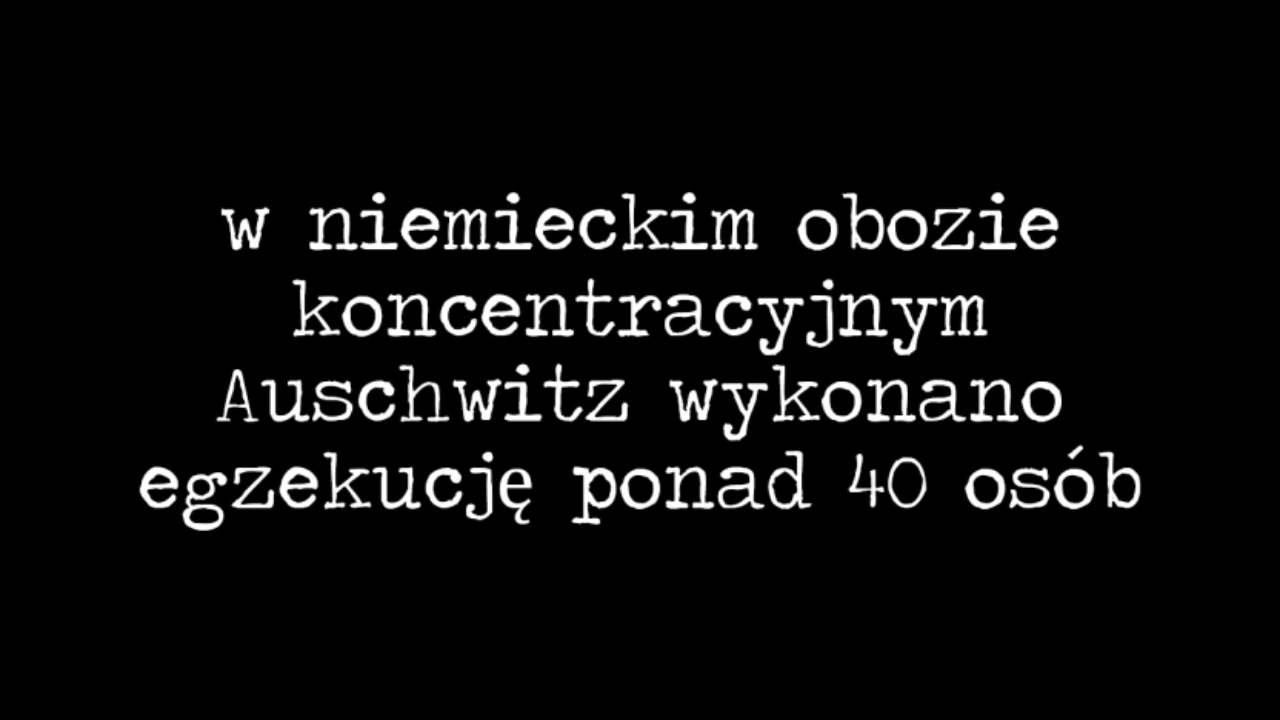 w niemieckim obozie
koncentracyjnym
Auschwitz wykonano
egzekucję ponad 40 osób